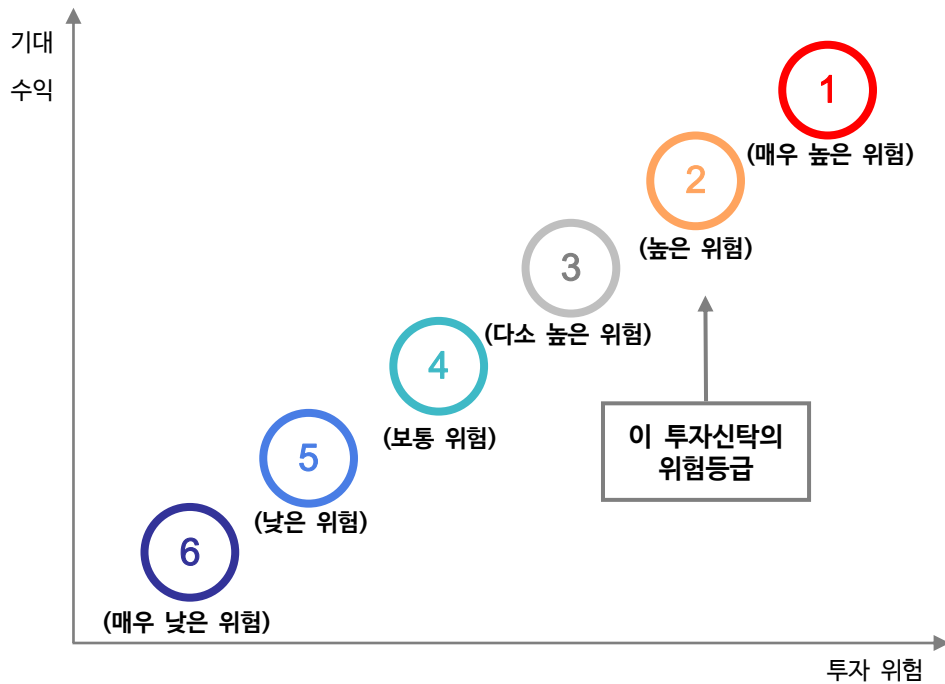 기대
수익
1
(매우 높은 위험)
2
(높은 위험)
3
(다소 높은 위험)
4
(보통 위험)
5
(낮은 위험)
6
(매우 낮은 위험)
이 투자신탁의
위험등급
투자 위험